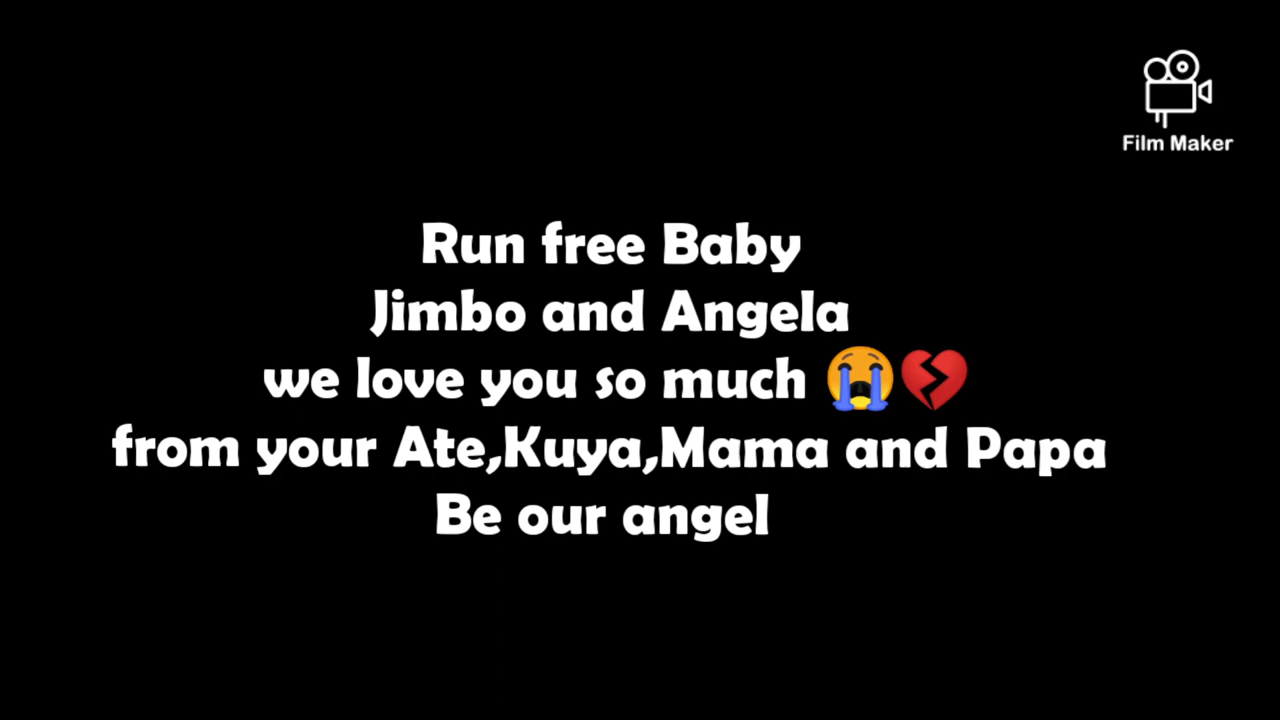 Film Maker
Run free Baby
Jimbo and Angela
we love you so much 😭💔
from your Ate,Kuya,Mama and Papa
Be our angel